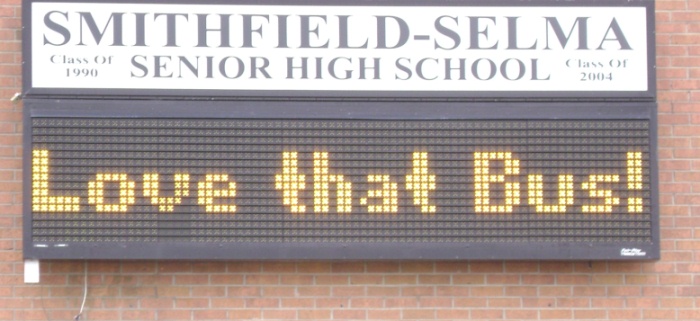 SMITHFIELD-SELMA
Class Of
1990
SENIOR HIGH SCHOOL
Class Of
2004
Love that Bus!